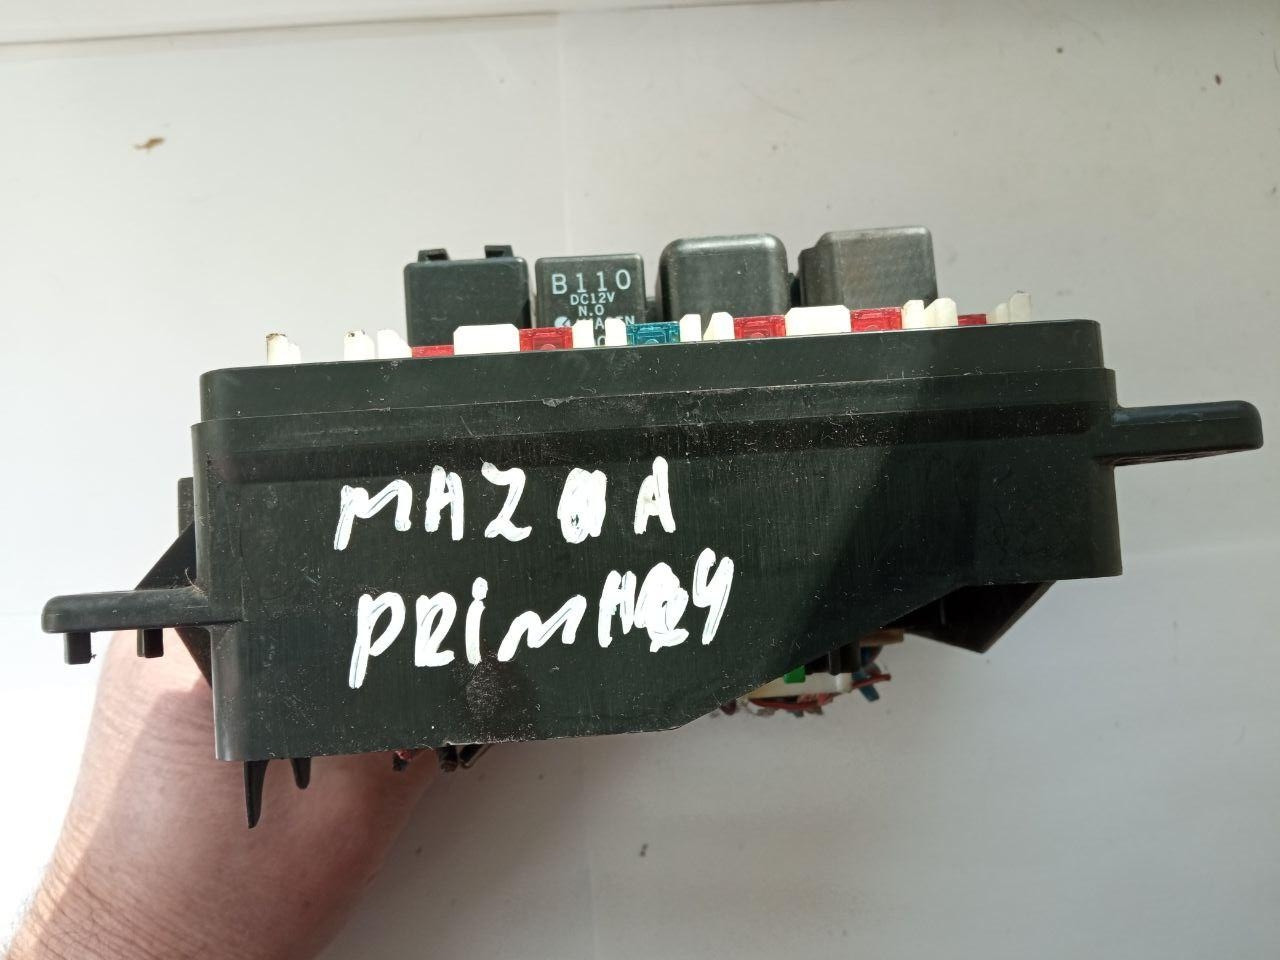 B110
DC12V
N.O
MAZDA
PRIMACY